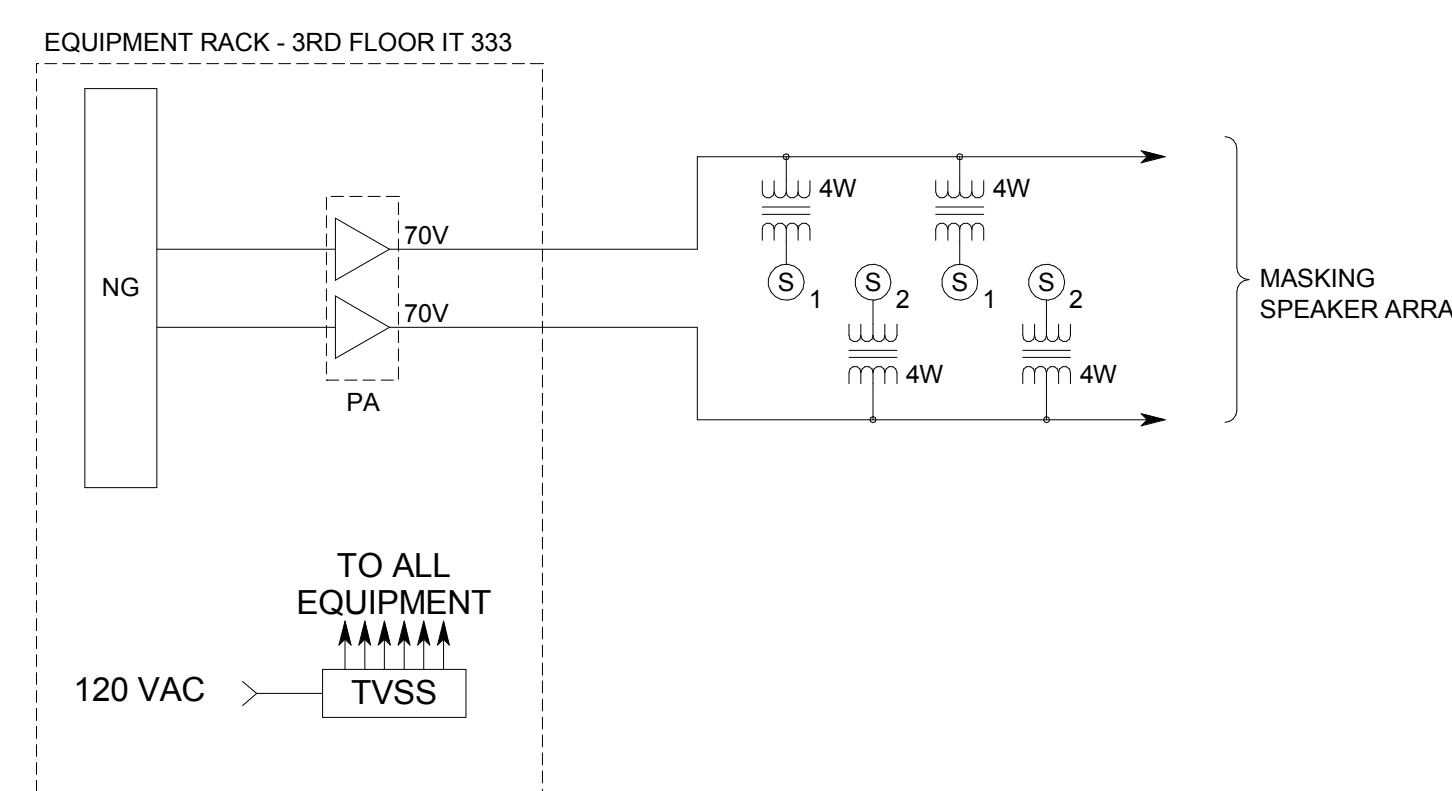 EQUIPMENT RACK - 3RD FLOOR IT 333
NG
70V
70V
PA
4W
4W
S
1
S
2
S
1
S
2
4W
4W
MASKING
SPEAKER ARRA
TO ALL
EQUIPMENT
120 VAC
TVSS